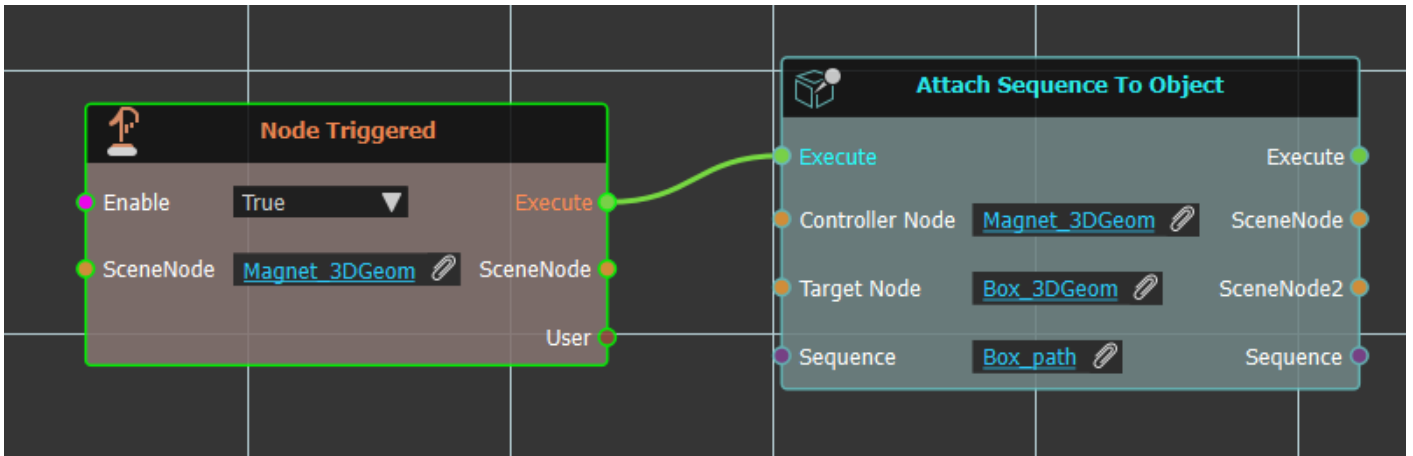 Node Triggered
Enable True Execute
SceneNode Magnet_3DGeom SceneNode
User
Attach Sequence To Object
Execute Execute
Controller Node Magnet_3DGeom SceneNode
Target Node Box_3DGeom SceneNode2
Sequence Box_path Sequence